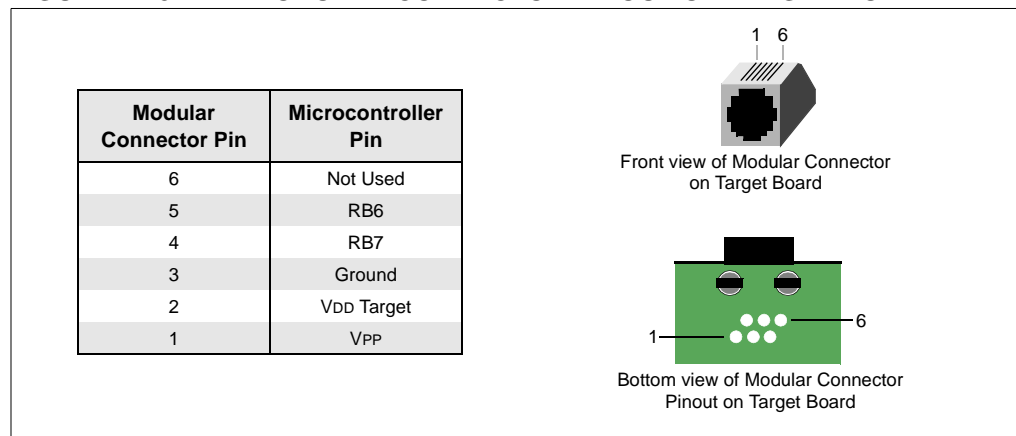 Modular Connector Pin
Microcontroller Pin
6 Not Used
5 RB6
4 RB7
3 Ground
2 VDD Target
1 VPP
1 6
Front view of Modular Connector
on Target Board
1
6
Bottom view of Modular Connector
Pinout on Target Board